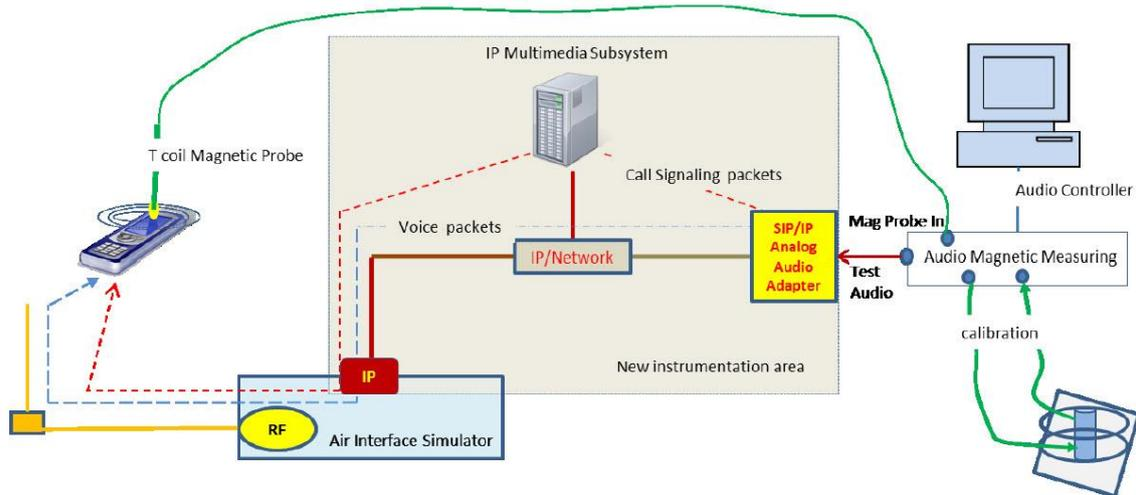 IP Multimedia Subsystem
T coil Magnetic Probe
Call Signaling packets
Audio Controller
Voice packets
SIP/IP
Analog
Audio
Adapter
Mag Probe In
Test
Audio
Audio Magnetic Measuring
IP/Network
calibration
New instrumentation area
IP
RF
Air Interface Simulator